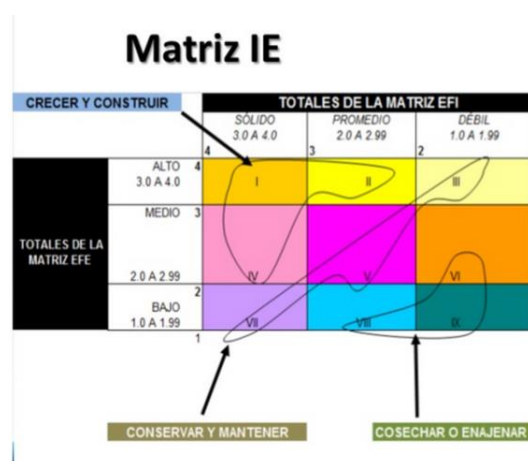 Matriz IE
CRECER Y CONSTRUIR
TOTALES DE LA MATRIZ EFI
SÓLIDO
3.0 A 4.0
PROMEDIO
2.0 A 2.99
DÉBIL
1.0 A 1.99
4
3
2
ALTO
3.0 A 4.0
4
I
II
III
TOTALES DE LA
MATRIZ EFE
MEDIO
3
2.0 A 2.99
IV
V
VI
BAJO
1.0 A 1.99
2
VII
VIII
IX
1
CONSERVAR Y MANTENER
COSECHAR O ENAJENAR